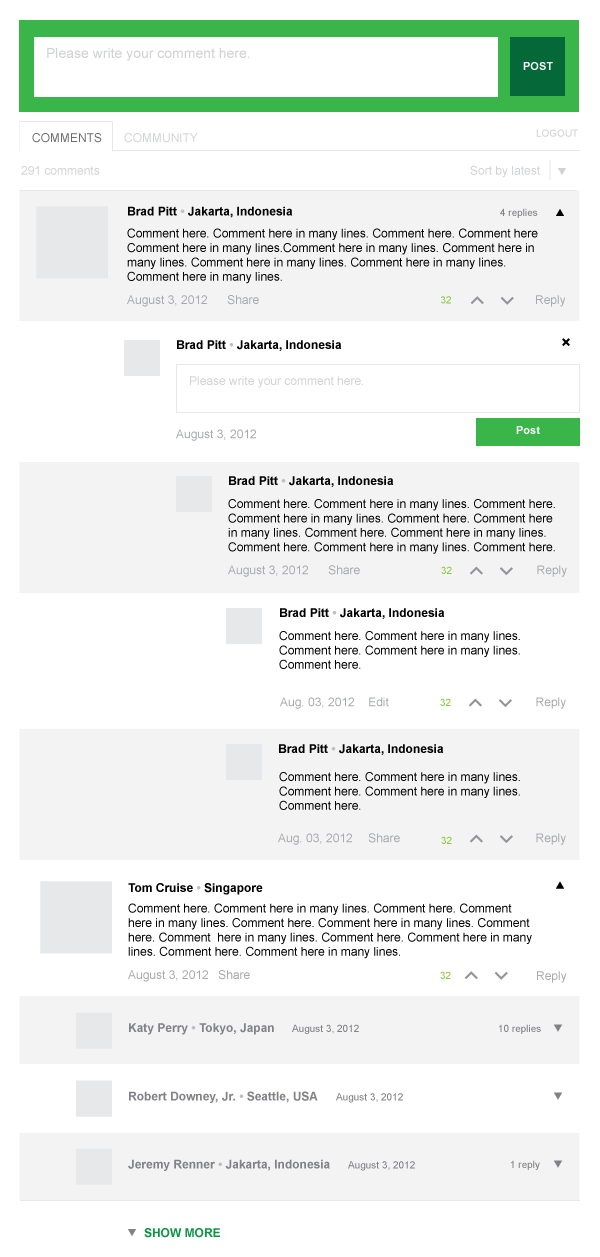 Please write your comment here.
POST
COMMENTS COMMUNITY LOGOUT
291 comments Sort by latest ▼
Brad Pitt • Jakarta, Indonesia 4 replies ▲
Comment here. Comment here in many lines. Comment here. Comment here
Comment here in many lines.Comment here in many lines. Comment here in
many lines. Comment here in many lines. Comment here in many lines.
Comment here in many lines.
August 3, 2012 Share 32 Reply
Brad Pitt • Jakarta, Indonesia ×
Please write your comment here.
August 3, 2012 Post
Brad Pitt • Jakarta, Indonesia
Comment here. Comment here in many lines. Comment here.
Comment here in many lines. Comment here. Comment here
in many lines. Comment here. Comment here in many lines.
Comment here. Comment here in many lines. Comment here.
August 3, 2012 Share 32 Reply
Brad Pitt • Jakarta, Indonesia
Comment here. Comment here in many lines.
Comment here. Comment here in many lines.
Comment here.
Aug. 03, 2012 Edit 32 Reply
Brad Pitt • Jakarta, Indonesia
Comment here. Comment here in many lines.
Comment here. Comment here in many lines.
Comment here.
Aug. 03, 2012 Share 32 Reply
Tom Cruise • Singapore ▲
Comment here. Comment here in many lines. Comment here. Comment
here in many lines. Comment here. Comment here in many lines. Comment
here. Comment  here in many lines. Comment here. Comment here in many
lines. Comment here. Comment here in many lines.
August 3, 2012 Share 32 Reply
Katy Perry • Tokyo, Japan August 3, 2012 10 replies ▼
Robert Downey, Jr. • Seattle, USA August 3, 2012 ▼
Jeremy Renner • Jakarta, Indonesia August 3, 2012 1 reply ▼
▼ SHOW MORE